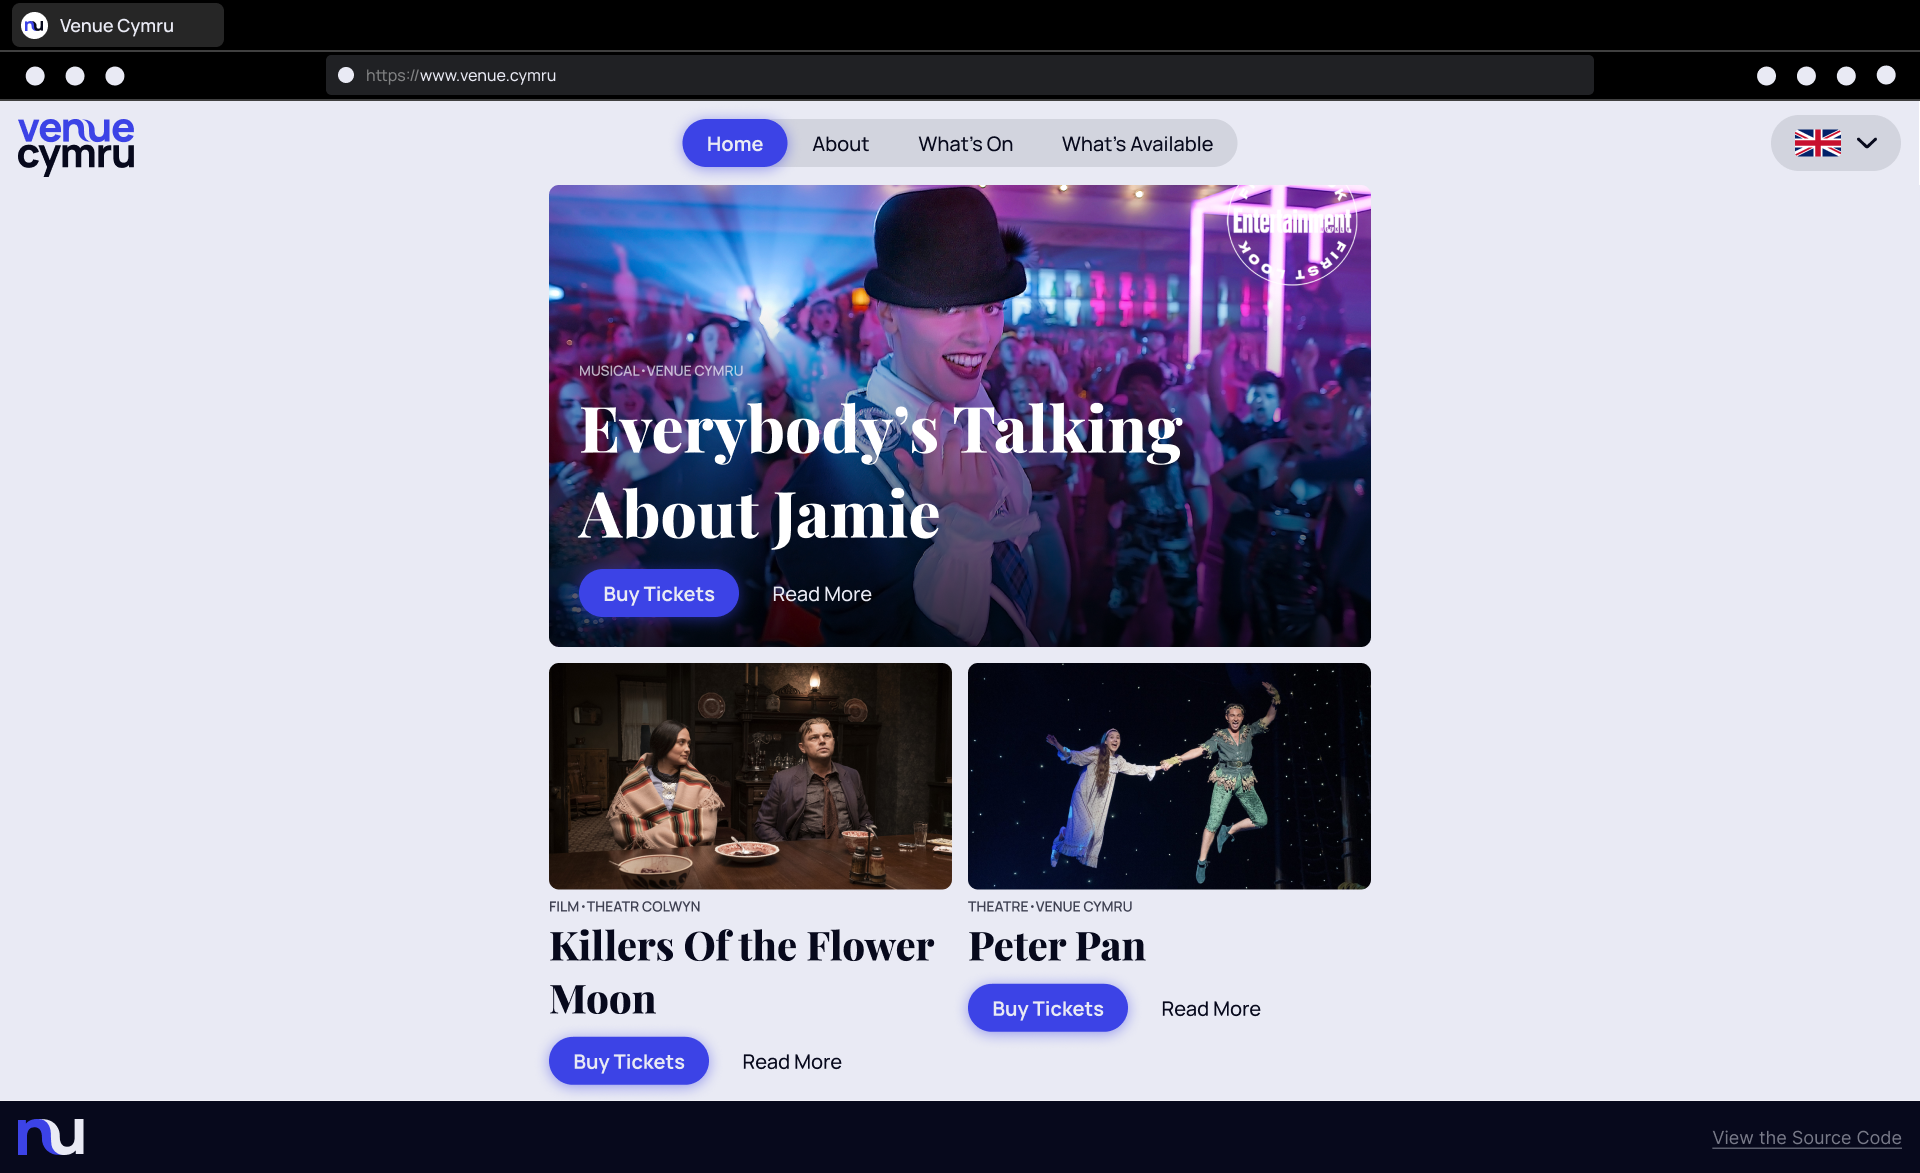 nu
Venue Cymru
https://www.venue.cymru
venue
cymru
Home
About
What's On
What's Available
Entertainment
FIRST LOOK
MUSICAL•VENUE CYMRU
Everybody's Talking
About Jamie
Buy Tickets
Read More
FILM•THEATR COLWYN
Killers Of the Flower
Moon
Buy Tickets
Read More
THEATRE•VENUE CYMRU
Peter Pan
Buy Tickets
Read More
nu
View the Source Code